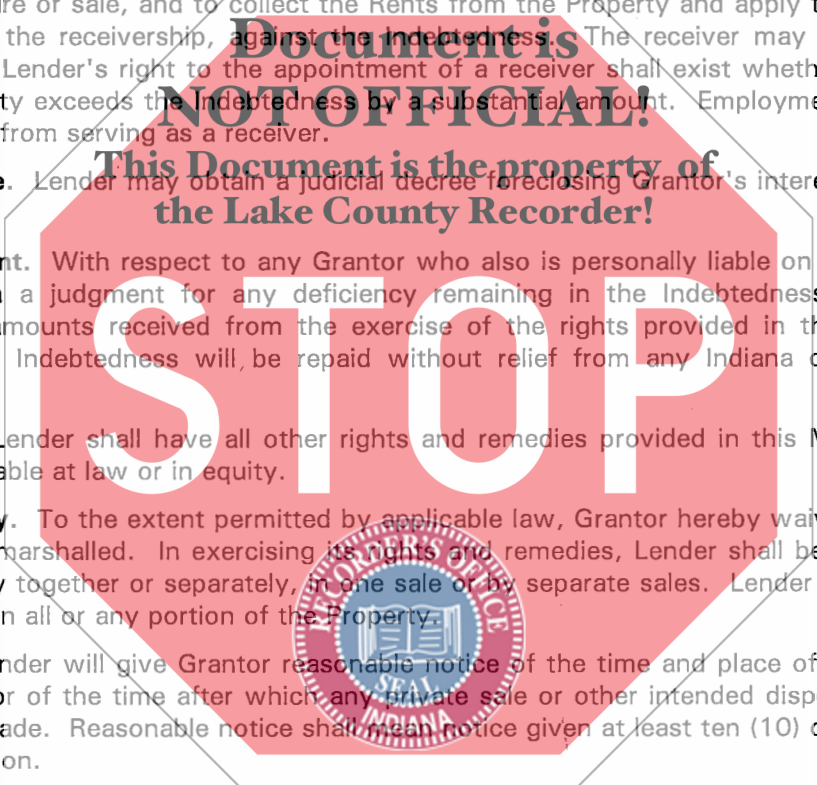 re or sale, and to collect the Rents from the Property and apply
Document is
the receivership, against the Indebtedness. The receiver may
Lender's right to the appointment of a receiver shall exist wheth
NOT OFFICIAL!
ty exceeds the Indebtedness by a substantial amount. Employme
from serving as a receiver.
This Document is the property of
e. Lender may obtain a judicial decree foreclosing Grantor's intere
the Lake County Recorder!
nt. With respect to any Grantor who also is personally liable on
a judgment for any deficiency remaining in the Indebtedness
mounts received from the exercise of the rights provided in th
Indebtedness will be repaid without relief from any Indiana o
STOP
Lender shall have all other rights and remedies provided in this M
able at law or in equity.
y. To the extent permitted by applicable law, Grantor hereby waiv
marshalled. In exercising its rights and remedies, Lender shall be
y together or separately, in one sale or by separate sales. Lender
n all or any portion of the Property.
RECORDER'S OFFICE
SEAL
INDIANA
nder will give Grantor reasonable notice of the time and place of
or of the time after which any private sale or other intended disp
ade. Reasonable notice shall mean notice given at least ten (10)
on.